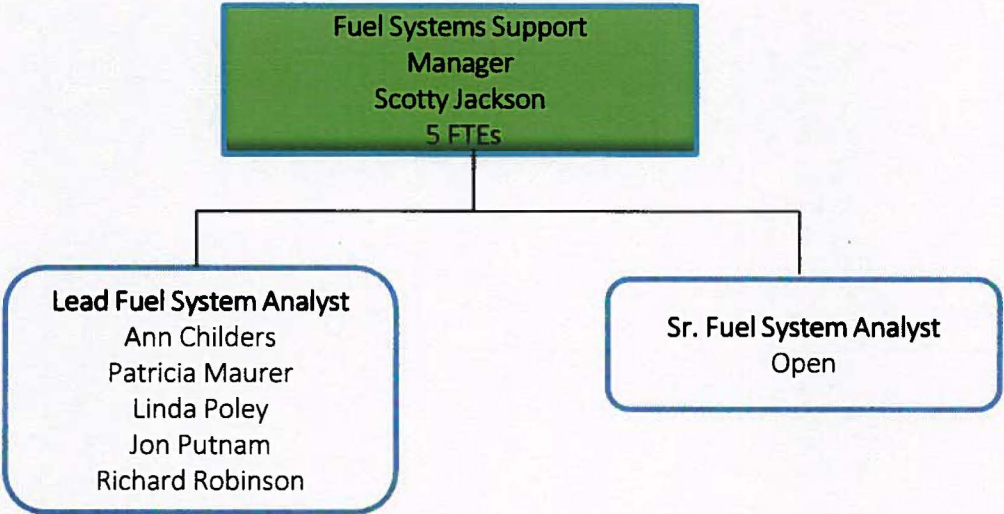 Fuel Systems Support
Manager
Scotty Jackson
5 FTEs
Lead Fuel System Analyst
Ann Childers
Patricia Maurer
Linda Poley
Jon Putnam
Richard Robinson
Sr. Fuel System Analyst
Open